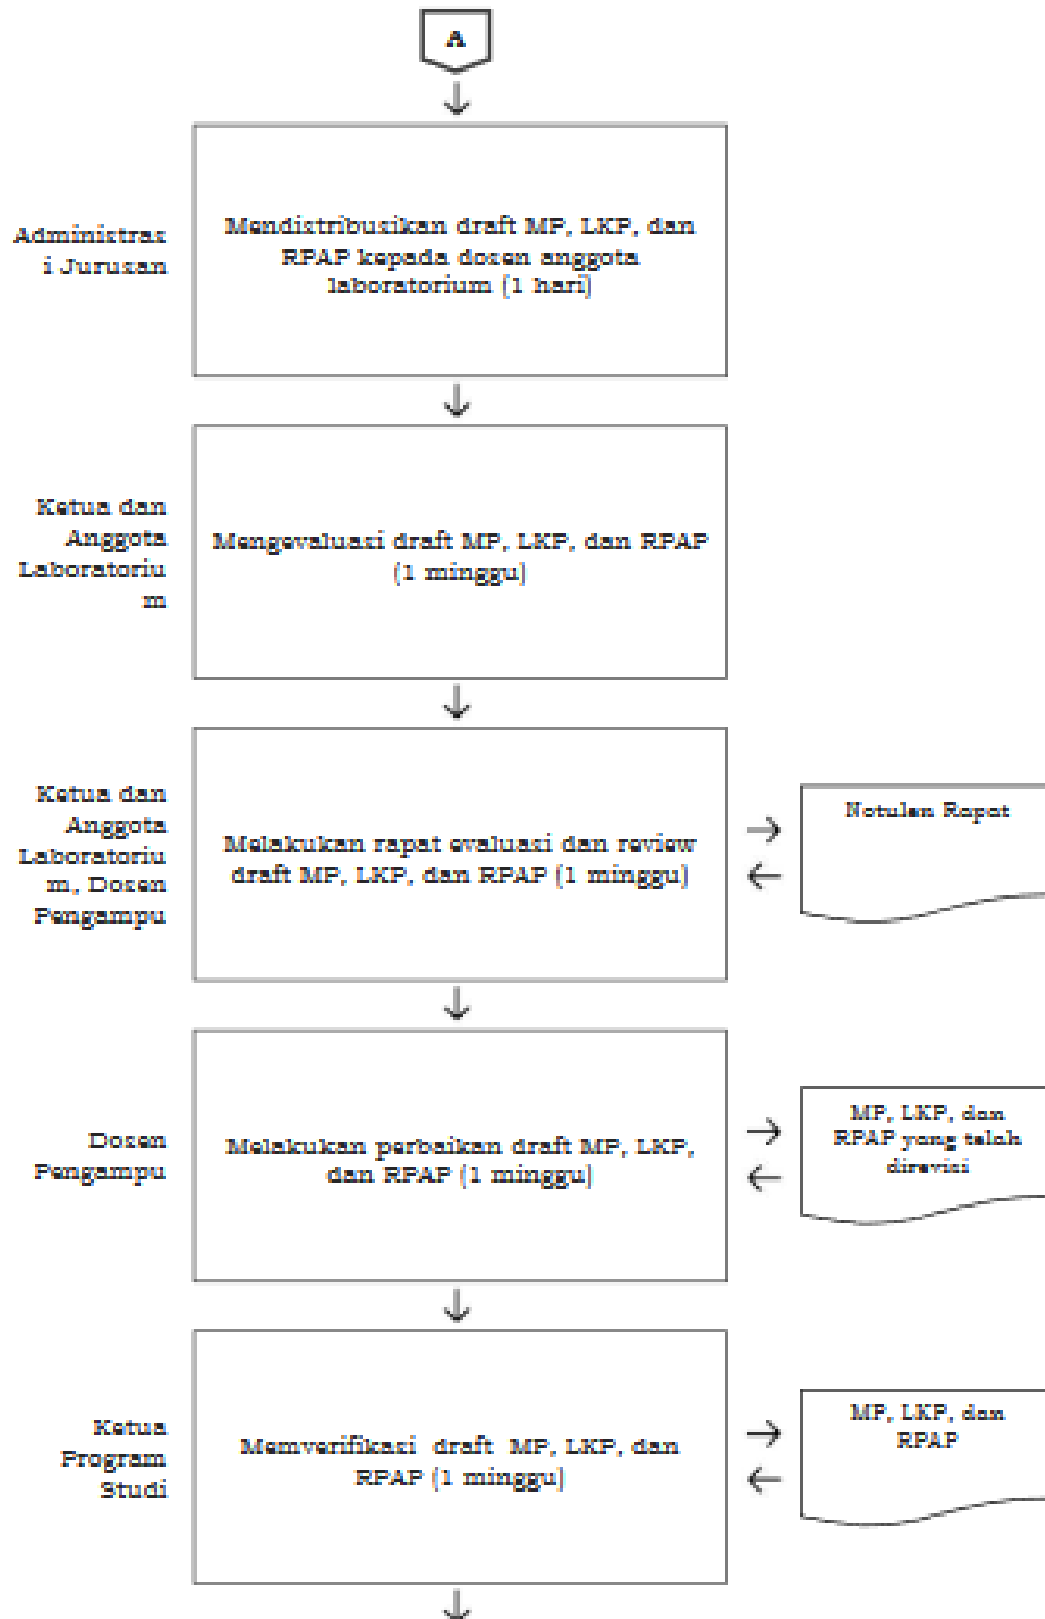 A
Administras
i Jurusan
Mendistribusikan draft MP, LKP, dan
RPAP kepada dosen anggota
laboratorium (1 hari)
Ketua dan
Anggota
Laboratoriu
m
Mengevaluasi draft MP, LKP, dan RPAP
(1 minggu)
Ketua dan
Anggota
Laboratoriu
m, Dosen
Pengampu
Melakukan rapat evaluasi dan review
draft MP, LKP, dan RPAP (1 minggu)
Notulen Rapat
Dosen
Pengampu
Melakukan perbaikan draft MP, LKP,
dan RPAP (1 minggu)
MP, LKP, dan
RPAP yang telah
direvisi
Ketua
Program
Studi
Memverifikasi draft MP, LKP, dan
RPAP (1 minggu)
MP, LKP, dan
RPAP